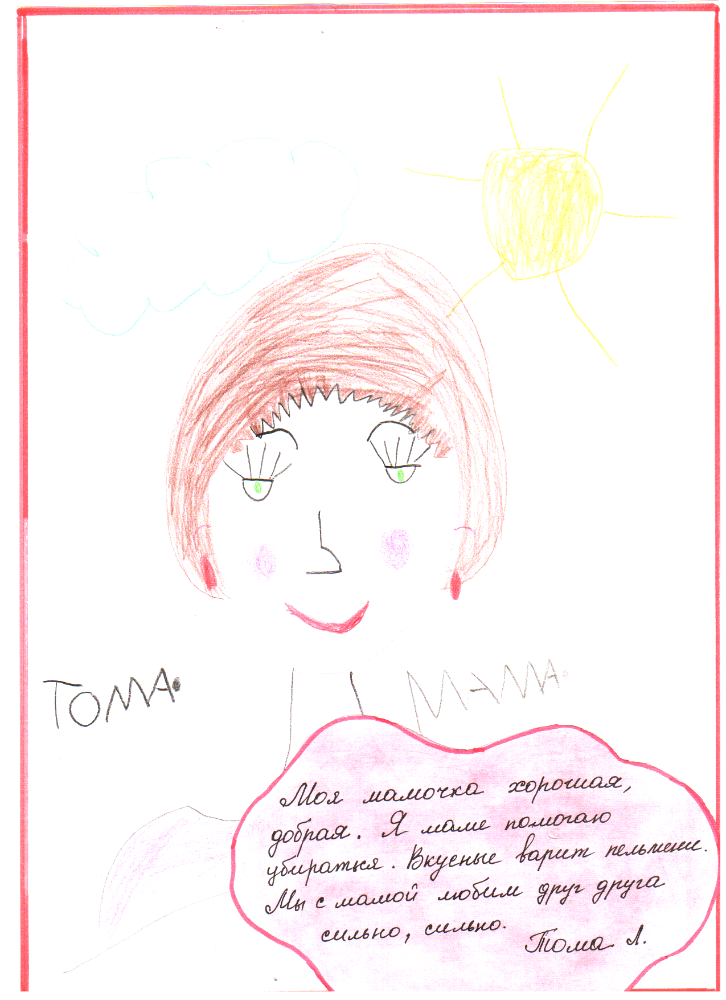 ТОМА.
МАМА.
Моя мамочка хорошая,
добрая. Я маме помогаю
убираться. Вкусные варит пельмени.
Мы с мамой любим друг друга
сильно, сильно.
Тома Л.